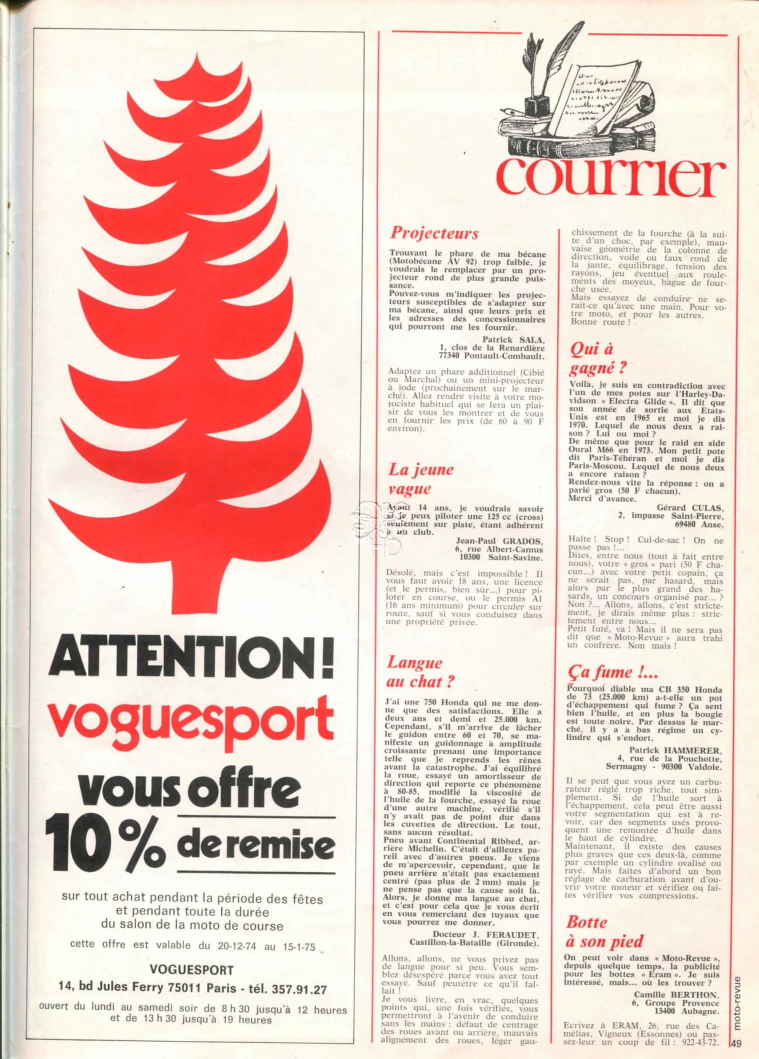 ATTENTION!
voguesport
vous offre
10% de remise
sur tout achat pendant la période des fêtes
et pendant toute la durée
du salon de la moto de course
cette offre est valable du 20-12-74 au 15-1-75
VOGUESPORT
14, bd Jules Ferry 75011 Paris - tél. 357.91.27
ouvert du lundi au samedi soir de 8 h 30 jusqu'à 12 heures
et de 13 h 30 jusqu'à 19 heures
courrier
Projecteurs
Trouvant le phare de ma bécane
(Motobécane AV 92) trop faible, je
voudrais le remplacer par un pro-
jecteur rond de plus grande puis-
sance.
Pouvez-vous m'indiquer les projec-
teurs susceptibles de s'adapter sur
ma bécane, ainsi que leurs prix et
les adresses des concessionnaires
qui pourront me les fournir.
Patrick SALA,
1, clos de la Renardière
77340 Pontault-Combault.
Adaptez un phare additionnel (Cibié
ou Marchal) ou un mini-projecteur
à iode (prochainement sur le mar-
ché). Allez rendre visite à votre mo-
tociste habituel qui se fera un plai-
sir de vous les montrer et de vous
en fournir les prix (de 60 à 90 F
environ).
La jeune
vague
Ayant 14 ans, je voudrais savoir
si je peux piloter une 125 cc (cross)
seulement sur piste, étant adhérent
à un club.
Jean-Paul GRADOS,
6, rue Albert-Camus
10300 Saint-Savine.
Désolé, mais c'est impossible ! Il
vous faut avoir 18 ans, une licence
(et le permis, bien sûr...) pour pi-
loter en course, ou le permis A1
(16 ans minimum) pour circuler sur
route, sauf si vous conduisez dans
une propriété privée.
Langue
au chat ?
J'ai une 750 Honda qui ne me don-
ne que des satisfactions. Elle a
deux ans et demi et 25.000 km.
Cependant, s'il m'arrive de lâcher
le guidon entre 60 et 70, se ma-
nifeste un guidonnage à amplitude
croissante prenant une importance
telle que je reprends les rênes
avant la catastrophe. J'ai équilibré
la roue, essayé un amortisseur de
direction qui reporte ce phénomène
à 80-85, modifié la viscosité de
l'huile de la fourche, essayé la roue
d'une autre machine, vérifié s'il
n'y avait pas de point dur dans
les cuvettes de direction. Le tout,
sans aucun résultat.
Pneu avant Continental Ribbed, ar-
rière Michelin. C'était d'ailleurs pa-
reil avec d'autres pneus. Je viens
de m'apercevoir, cependant, que le
pneu arrière n'était pas exactement
centré (pas plus de 2 mm) mais je
ne pense pas que la cause soit là.
Alors, je donne ma langue au chat,
et c'est pour cela que je vous écrit
en vous remerciant des tuyaux que
vous pourrez me donner.
Docteur J. FERAUDET,
Castillon-la-Bataille (Gironde).
Allons, allons, ne vous privez pas
de langue pour si peu. Vous sem-
blez désespéré parce vous avez tout
essayé. Sauf peutêtre ce qu'il fal-
lait !
Je vous livre, en vrac, quelques
points qui, une fois vérifiés, vous
permettront à l'avenir de conduire
sans les mains : défaut de centrage
des roues avant ou arrière, mauvais
alignement des roues, léger gau-
chissement de la fourche (à la sui-
te d'un choc, par exemple), mau-
vaise géométrie de la colonne de
direction, voile ou faux rond de
la jante, équilibrage, tension des
rayons, jeu éventuel aux roule-
ments des moyeus, bague de four-
che usée.
Mais essayez de conduire ne se-
rait-ce qu'avec une main. Pour vo-
tre moto, et pour les autres.
Bonne route !
Qui à
gagné ?
Voilà, je suis en contradiction avec
l'un de mes potes sur l'Harley-Da-
vidson « Electra Glide ». Il dit que
son année de sortie aux Etats-
Unis est en 1965 et moi je dis
1970. Lequel de nous deux a rai-
son ? Lui ou moi ?
De même que pour le raid en side
Oural M66 en 1973. Mon petit pote
dit Paris-Téhéran et moi je dis
Paris-Moscou. Lequel de nous deux
a encore raison ?
Rendez-nous vite la réponse : on a
parié gros (50 F chacun).
Merci d'avance.
Gérard CULAS,
2, impasse Saint-Pierre,
69480 Anse.
Halte ! Stop ! Cul-de-sac ! On ne
passe pas !...
Dites, entre nous (tout à fait entre
nous), votre « gros » pari (50 F cha-
cun...) avec votre petit copain, ça
ne serait pas, par hasard, mais
alors par le plus grand des ha-
sards, un concours organisé par... ?
Non ?... Allons, allons, c'est stricte-
ment, je dirais même plus : stric-
tement entre nous...
Petit futé, va ! Mais il ne sera pas
dit que « Moto-Revue » aura trahi
un confrère. Non mais !
Ça fume !...
Pourquoi diable ma CB 350 Honda
de 73 (25.000 km) a-t-elle un pot
d'échappement qui fume ? Ça sent
bien l'huile, et en plus la bougie
est toute noire. Par dessus le mar-
ché, il y a à bas régime un cy-
lindre qui s'endort.
Patrick HAMMERER,
4, rue de la Pouchotte,
Sermagny - 90300 Valdoie.
Il se peut que vous ayez un carbu-
rateur réglé trop riche, tout sim-
plement. Si de l'huile sort à
l'échappement, cela peut être aussi
votre segmentation qui est à re-
voir, car des segments usés provo-
quent une remontée d'huile dans
le haut de cylindre.
Maintenant, il existe des causes
plus graves que ces deux-là, comme
par exemple un cylindre ovalisé ou
rayé. Mais faites d'abord un bon
réglage de carburation avant d'ou-
vrir votre moteur et vérifiez ou fai-
tes vérifier vos compressions.
Botte
à son pied
On peut voir dans « Moto-Revue »,
depuis quelque temps, la publicité
pour les bottes « Eram ». Je suis
intéressé, mais... où les trouver ?
Camille BERTHON,
6, Groupe Provence
13400 Aubagne.
Ecrivez à ERAM, 26, rue des Ca-
mélias, Vigneux (Essonnes) ou pas-
sez-leur un coup de fil : 922-43-72.
moto-revue
49